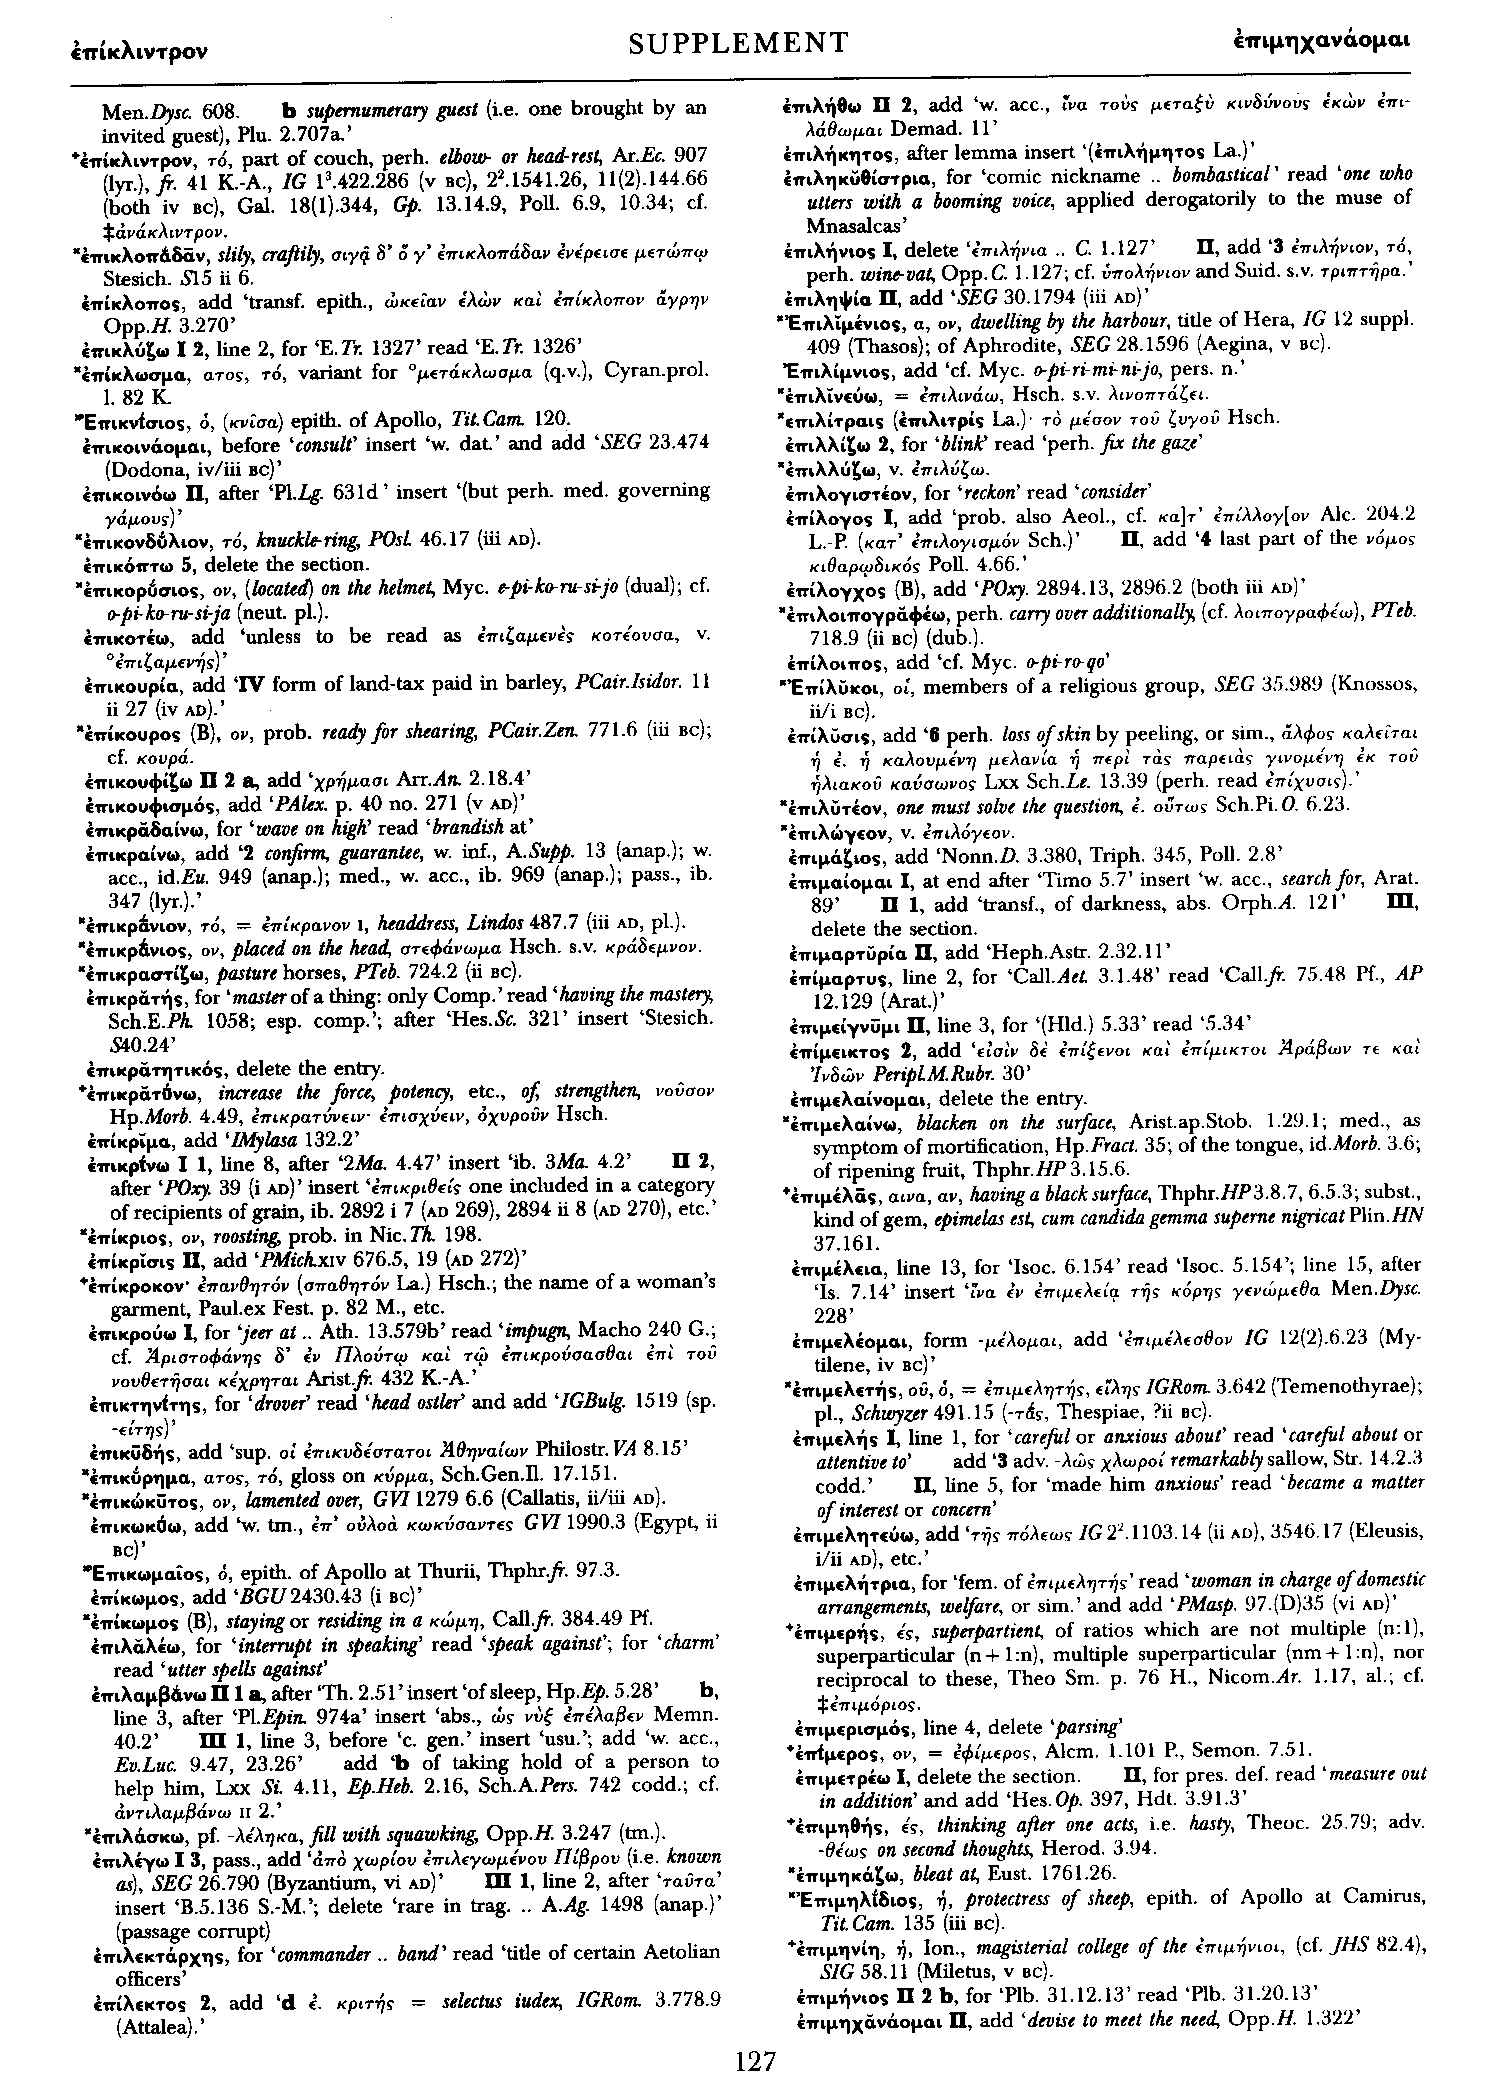 ἐπίκλιντρον
SUPPLEMENT
ἐπιμηχανάομαι
Men.Dysc. 608. b supernumerary guest (i.e. one brought by an
invited guest), Plu. 2.707a.’
⁺ἐπίκλιντρον, τό, part of couch, perh. elbow- or head-rest, Ar.Ec. 907
(lyr.), fr. 41 K.-A., IG 1³.422.286 (v BC), 2².1541.26, 11(2).144.66
(both iv BC), Gal. 18(1).344, Gp. 13.14.9, Poll. 6.9, 10.34; cf.
‡ἀνάκλιντρον.
*ἐπικλοπάδᾱν, slily, craftily, σιγᾷ δ’ ὅ γ’ ἐπικλοπάδαν ἐνέρεισε μετώπῳ
Stesich. S15 ii 6.
ἐπίκλοπος, add ‘transf. epith., ὠκεῖαν ἑλὼν καὶ ἐπίκλοπον ἄγρην
Opp.H. 3.270’
ἐπικλύζω I 2, line 2, for ‘E.Tr. 1327’ read ‘E.Tr. 1326’
*ἐπίκλωσμα, ατος, τό, variant for °μετάκλωσμα (q.v.), Cyran.prol.
l. 82 K.
*Ἐπικνί̄σιος, ὁ, (κνῖσα) epith. of Apollo, Tit.Cam. 120.
ἐπικοινάομαι, before ‘consult’ insert ‘w. dat.’ and add ‘SEG 23.474
(Dodona, iv/iii BC)’
ἐπικοινόω II, after ‘Pl.Lg. 631d’ insert ‘(but perh. med. governing
γάμους)’
*ἐπικονδύ̆λιον, τό, knuckle-ring, POsl. 46.17 (iii AD).
ἐπικόπτω 5, delete the section.
*ἐπικορύ̆σιος, ον, (located) on the helmet, Myc. e-pi-ko-ru-si-jo (dual); cf.
o-pi-ko-ru-si-ja (neut. pl.).
ἐπικοτέω, add ‘unless to be read as ἐπιζαμενὲς κοτέουσα, v.
°ἐπιζαμενής)’
ἐπικουρία, add ‘IV form of land-tax paid in barley, PCair.Isidor. 11
ii 27 (iv AD).’
*ἐπίκουρος (B), ον, prob. ready for shearing, PCair.Zen. 771.6 (iii BC);
cf. κουρά.
ἐπικουφίζω II 2 a, add ‘χρήμασι Arr.An. 2.18.4’
ἐπικουφισμός, add ‘PAlex. p. 40 no. 271 (v AD)’
ἐπικρᾰδαίνω, for ‘wave on high’ read ‘brandish at’
ἐπικραίνω, add ‘2 confirm, guarantee, w. inf., A.Supp. 13 (anap.); w.
acc., id.Eu. 949 (anap.); med., w. acc., ib. 969 (anap.); pass., ib.
347 (lyr.).’
*ἐπικρά̄νιον, τό, = ἐπίκρανον I, headdress, Lindos 487.7 (iii AD, pl.).
*ἐπικρά̄νιος, ον, placed on the head, στεφάνωμα Hsch. s.v. κράδεμνον.
*ἐπικραστίζω, pasture horses, PTeb. 724.2 (ii BC).
ἐπικρᾰτής, for ‘master of a thing: only Comp.’ read ‘having the mastery,
Sch.E.Ph. 1058; esp. comp.’; after ‘Hes.Sc. 321’ insert ‘Stesich.
S40.24’
ἐπικρᾰτητικός, delete the entry.
⁺ἐπικρᾰτύ̄νω, increase the force, potency, etc., of, strengthen, νοῦσον
Hp.Morb. 4.49, ἐπικρατύνειν· ἐπισχύειν, ὀχυροῦν Hsch.
ἐπίκρῐμα, add ‘IMylasa 132.2’
ἐπικρί̄νω I 1, line 8, after ‘2Ma. 4.47’ insert ‘ib. 3Ma. 4.2’ II 2,
after ‘POxy. 39 (i AD)’ insert ‘ἐπικριθείς one included in a category
of recipients of grain, ib. 2892 i 7 (AD 269), 2894 ii 8 (AD 270), etc.’
*ἐπίκριος, ον, roosting, prob. in Nic.Th. 198.
ἐπίκρῐσις II, add ‘PMich.XIV 676.5, 19 (AD 272)’
⁺ἐπίκροκον· ἐπανθητόν (σπαθητόν La.) Hsch.; the name of a woman’s
garment, Paul.ex Fest. p. 82 M., etc.
ἐπικρούω I, for ‘jeer at .. Ath. 13.579b’ read ‘impugn, Macho 240 G.;
cf. Ἀριστοφάνης δ’ ἐν Πλούτῳ καὶ τῷ ἐπικρούσασθαι ἐπὶ τοῦ
νουθετῆσαι κέχρηται Arist.fr. 432 K.-A.’
ἐπικτηνί̄της, for ‘drover’ read ‘head ostler’ and add ‘IGBulg. 1519 (sp.
-είτης)’
ἐπικῡδής, add ‘sup. οἱ ἐπικυδέστατοι Ἀθηναίων Philostr.VA 8.15’
*ἐπικύρημα, ατος, τό, gloss on κύρμα, Sch.Gen.Il. 17.151.
*ἐπικώκῡτος, ον, lamented over, GVI 1279 6.6 (Callatis, ii/iii AD).
ἐπικωκύ̄ω, add ‘w. tm., ἐπ’ οὐλοὰ κωκύσαντες GVI 1990.3 (Egypt, ii
BC)’
*Ἐπικωμαῖος, ὁ, epith. of Apollo at Thurii, Thphr.fr. 97.3.
ἐπίκωμος, add ‘BGU 2430.43 (i BC)’
*ἐπίκωμος (B), staying or residing in a κώμη, Call.fr. 384.49 Pf.
ἐπιλᾰλέω, for ‘interrupt in speaking’ read ‘speak against’; for ‘charm’
read ‘utter spells against’
ἐπιλαμβάνω II 1 a, after ‘Th. 2.51’ insert ‘of sleep, Hp.Ep. 5.28’ b,
line 3, after ‘Pl.Epin. 974a’ insert ‘abs., ὡς νὺξ ἐπέλαβεν Memn.
40.2’ III 1, line 3, before ‘c. gen.’ insert ‘usu.’; add ‘w. acc.,
Ev.Luc. 9.47, 23.26’ add ‘b of taking hold of a person to
help him, Lxx Si. 4.11, Ep.Heb. 2.16, Sch.A.Pers. 742 codd.; cf.
ἀντιλαμβάνω II 2.’
*ἐπιλάσκω, pf. -λέληκα, fill with squawking, Opp.H. 3.247 (tm.).
ἐπιλέγω I 3, pass., add ‘ἀπὸ χωρίου ἐπιλεγωμένου Πίβρου (i.e. known
as), SEG 26.790 (Byzantium, vi AD)’ III 1, line 2, after ‘ταῦτα’
insert ‘B.5.136 S.-M.’; delete ‘rare in trag. .. A.Ag. 1498 (anap.)’
(passage corrupt)
ἐπιλεκτάρχης, for ‘commander .. band’ read ‘title of certain Aetolian
officers’
ἐπίλεκτος 2, add ‘d ἐ. κριτής = selectus iudex, IGRom. 3.778.9
(Attalea).’
ἐπιλήθω II 2, add ‘w. acc., ἵνα τοὺς μεταξὺ κινδύνους ἑκὼν ἐπι-
λάθωμαι Demad. 11’
ἐπιλήκητος, after lemma insert ‘(ἐπιλήμητος La.)’
ἐπιληκῠθίστρια, for ‘comic nickname .. bombastical’ read ‘one who
utters with a booming voice, applied derogatorily to the muse of
Mnasalcas’
ἐπιλήνιος I, delete ‘ἐπιλήνια .. C. 1.127’ II, add ‘3 ἐπιλήνιον, τό,
perh. wine-vat, Opp.C. 1.127; cf. ὑπολήνιον and Suid. s.v. τριπτῆρα.’
ἐπιληψία II, add ‘SEG 30.1794 (iii AD)’
*Ἐπιλῐμένιος, α, ον, dwelling by the harbour, title of Hera, IG 12 suppl.
409 (Thasos); of Aphrodite, SEG 28.1596 (Aegina, v BC).
Ἐπιλίμνιος, add ‘cf. Myc. o-pi-ri-mi-ni-jo, pers. n.’
*ἐπιλῐνεύω, = ἐπιλινάω, Hsch. s.v. λινοπτάζει.
*επιλίτραις (ἐπιλιτρίς La.)· τὸ μέσον τοῦ ζυγοῦ Hsch.
ἐπιλλίζω 2, for ‘blink’ read ‘perh. fix the gaze’
*ἐπιλλύζω, v. ἐπιλύζω.
ἐπιλογιστέον, for ‘reckon’ read ‘consider’
ἐπίλογος I, add ‘prob. also Aeol., cf. κα]τ’ ἐπίλλογ[ον Alc. 204.2
L.-P. (κατ’ ἐπιλογισμόν Sch.)’ II, add ‘4 last part of the νόμος
κιθαρῳδικός Poll. 4.66.’
ἐπίλογχος (B), add ‘POxy. 2894.13, 2896.2 (both iii AD)’
*ἐπιλοιπογρᾰφέω, perh. carry over additionally, (cf. λοιπογραφέω), PTeb.
718.9 (ii BC) (dub.).
ἐπίλοιπος, add ‘cf. Myc. o-pi-ro-qo’
*Ἐπίλῠκοι, οἱ, members of a religious group, SEG 35.989 (Knossos,
ii/i BC).
ἐπίλῠσις, add ‘6 perh. loss of skin by peeling, or sim., ἄλφος καλεῖται
ἡ ἐ. ἡ καλουμένη μελανία ἡ περὶ τὰς παρειὰς γινομένη ἐκ τοῦ
ἡλιακοῦ καύσωνος Lxx Sch.Le. 13.39 (perh. read ἐπίχυσις).’
*ἐπιλῠτέον, one must solve the question, ἐ. οὕτως Sch.Pi.O. 6.23.
*ἐπιλώγεον, v. ἐπιλόγεον.
ἐπιμάζιος, add ‘Nonn.D. 3.380, Triph. 345, Poll. 2.8’
ἐπιμαίομαι I, at end after ‘Timo 5.7’ insert ‘w. acc., search for, Arat.
89’ II 1, add ‘transf., of darkness, abs. Orph.A. 121’ III,
delete the section.
ἐπιμαρτῠρία II, add ‘Heph.Astr. 2.32.11’
ἐπίμαρτυς, line 2, for ‘Call.Aet. 3.1.48’ read ‘Call.fr. 75.48 Pf., AP
12.129 (Arat.)’
ἐπιμείγνῡμι II, line 3, for ‘(Hld.) 5.33’ read ‘5.34’
ἐπίμεικτος 2, add ‘εἰσὶν δὲ ἐπίξενοι καὶ ἐπίμικτοι Ἀράβων τε καὶ
Ἰνδῶν Peripl.M.Rubr. 30’
ἐπιμελαίνομαι, delete the entry.
*ἐπιμελαίνω, blacken on the surface, Arist.ap.Stob. 1.29.1; med., as
symptom of mortification, Hp.Fract. 35; of the tongue, id.Morb. 3.6;
of ripening fruit, Thphr.HP 3.15.6.
⁺ἐπιμέλᾱς, αινα, αν, having a black surface, Thphr.HP 3.8.7, 6.5.3; subst.,
kind of gem, epimelas est, cum candida gemma superne nigricat Plin.HN
37.161.
ἐπιμέλεια, line 13, for ‘Isoc. 6.154’ read ‘Isoc. 5.154’; line 15, after
‘Is. 7.14’ insert ‘ἵνα ἐν ἐπιμελείᾳ τῆς κόρης γενώμεθα Men.Dysc.
228’
ἐπιμελέομαι, form -μέλομαι, add ‘ἐπιμέλεσθον IG 12(2).6.23 (My-
tilene, iv BC)’
*ἐπιμελετής, οῦ, ὁ, = ἐπιμελητής, εἴλης IGRom. 3.642 (Temenothyrae);
pl., Schwyzer 491.15 (-τάς, Thespiae, ?ii BC).
ἐπιμελής I, line 1, for ‘careful or anxious about’ read ‘careful about or
attentive to’ add ‘3 adv. -λῶς χλωροί remarkably sallow, Str. 14.2.3
codd.’ II, line 5, for ‘made him anxious’ read ‘became a matter
of interest or concern’
ἐπιμελητεύω, add ‘τῆς πόλεως IG 2².1103.14 (ii AD), 3546.17 (Eleusis,
i/ii AD), etc.’
ἐπιμελήτρια, for ‘fem. of ἐπιμελητής’ read ‘woman in charge of domestic
arrangements, welfare, or sim.’ and add ‘PMasp. 97.(D)35 (vi AD)’
⁺ἐπιμερής, ές, superpartient, of ratios which are not multiple (n:1),
superparticular (n + 1:n), multiple superparticular (nm + 1:n), nor
reciprocal to these, Theo Sm. p. 76 H., Nicom.Ar. 1.17, al.; cf.
‡ἐπιμόριος.
ἐπιμερισμός, line 4, delete ‘parsing’
⁺ἐπί̄μερος, ον, = ἐφίμερος, Alcm. 1.101 P., Semon. 7.51.
ἐπιμετρέω I, delete the section. II, for pres. def. read ‘measure out
in addition’ and add ‘Hes.Op. 397, Hdt. 3.91.3’
⁺ἐπιμηθής, ές, thinking after one acts, i.e. hasty, Theoc. 25.79; adv.
-θέως on second thoughts, Herod. 3.94.
*ἐπιμηκάζω, bleat at, Eust. 1761.26.
*Ἐπιμηλί̆διος, ἡ, protectress of sheep, epith. of Apollo at Camirus,
Tit.Cam. 135 (iii BC).
⁺ἐπιμηνίη, ἡ, Ion., magisterial college of the ἐπιμήνιοι, (cf. JHS 82.4),
SIG 58.11 (Miletus, v BC).
ἐπιμήνιος II 2 b, for ‘Plb. 31.12.13’ read ‘Plb. 31.20.13’
ἐπιμηχᾰνάομαι II, add ‘devise to meet the need, Opp.H. 1.322’
127